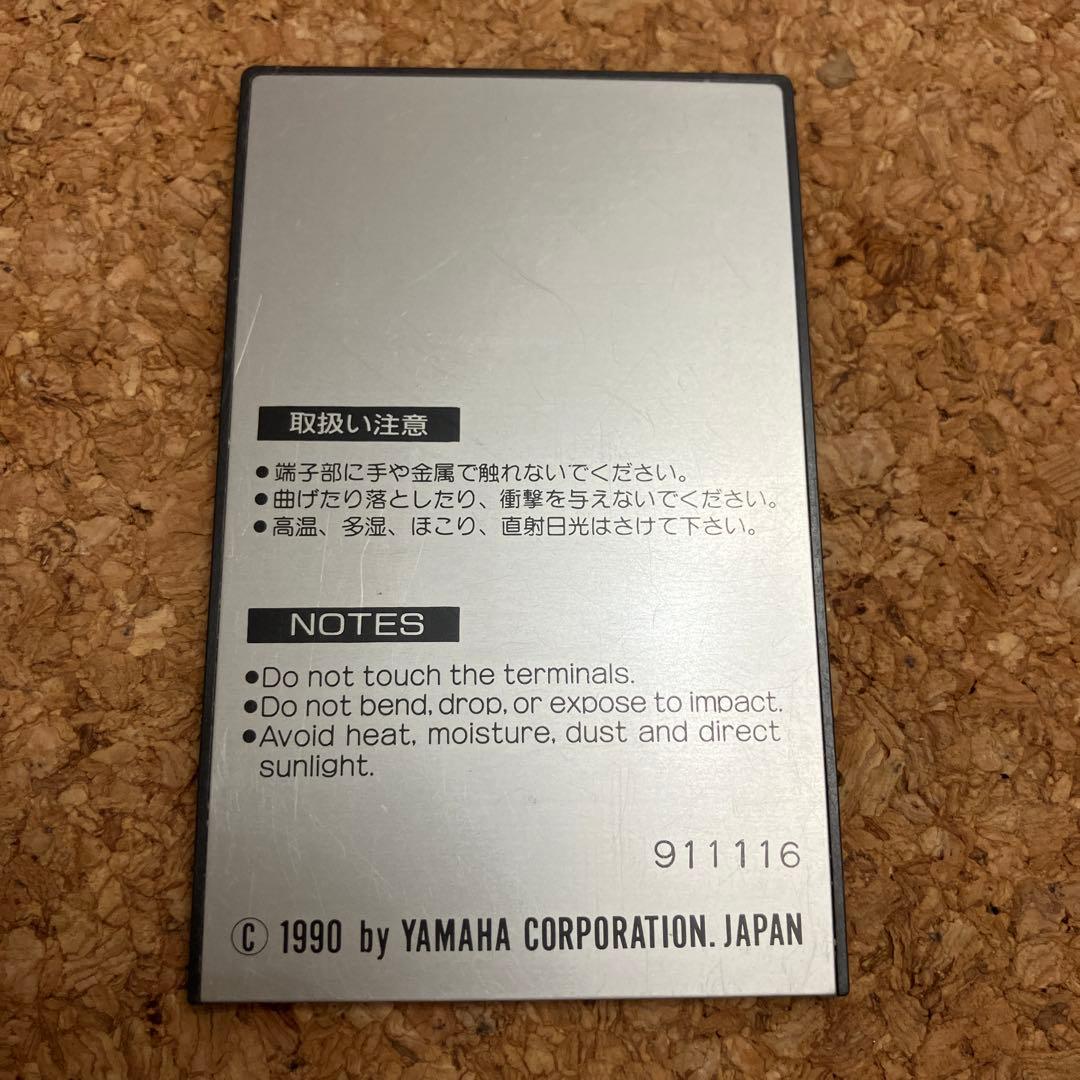 取扱い注意
●端子部に手や金属で触れないでください。
●曲げたり落としたり、衝撃を与えないでください。
●高温、多湿、ほこり、直射日光はさけて下さい。
NOTES
●Do not touch the terminals.
●Do not bend, drop, or expose to impact.
●Avoid heat, moisture, dust and direct
sunlight.
911116
© 1990 by YAMAHA CORPORATION. JAPAN